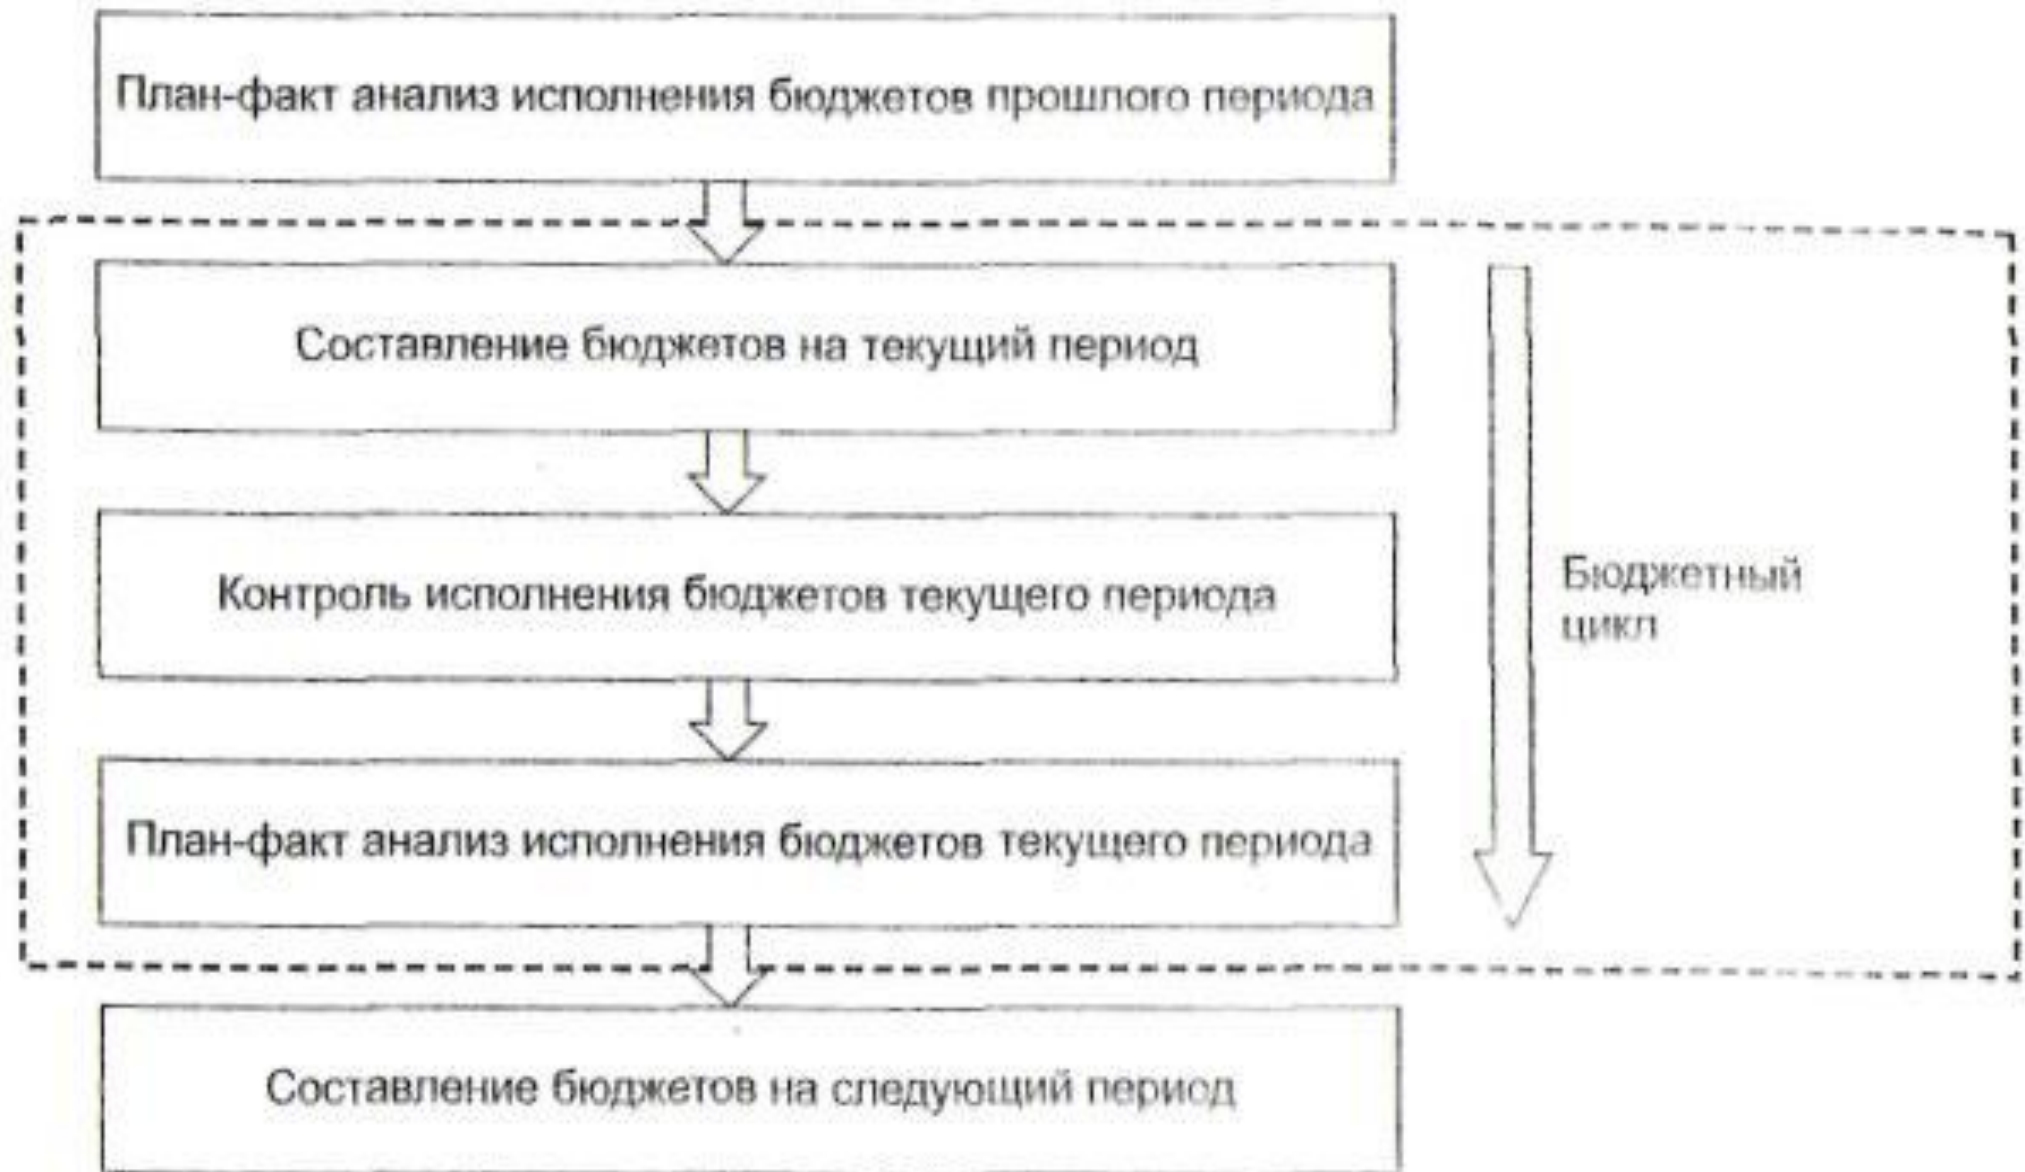 План-факт анализ исполнения бюджетов прошлого периода
Составление бюджетов на текущий период
Контроль исполнения бюджетов текущего периода
Бюджетный
цикл
План-факт анализ исполнения бюджетов текущего периода
Составление бюджетов на следующий период